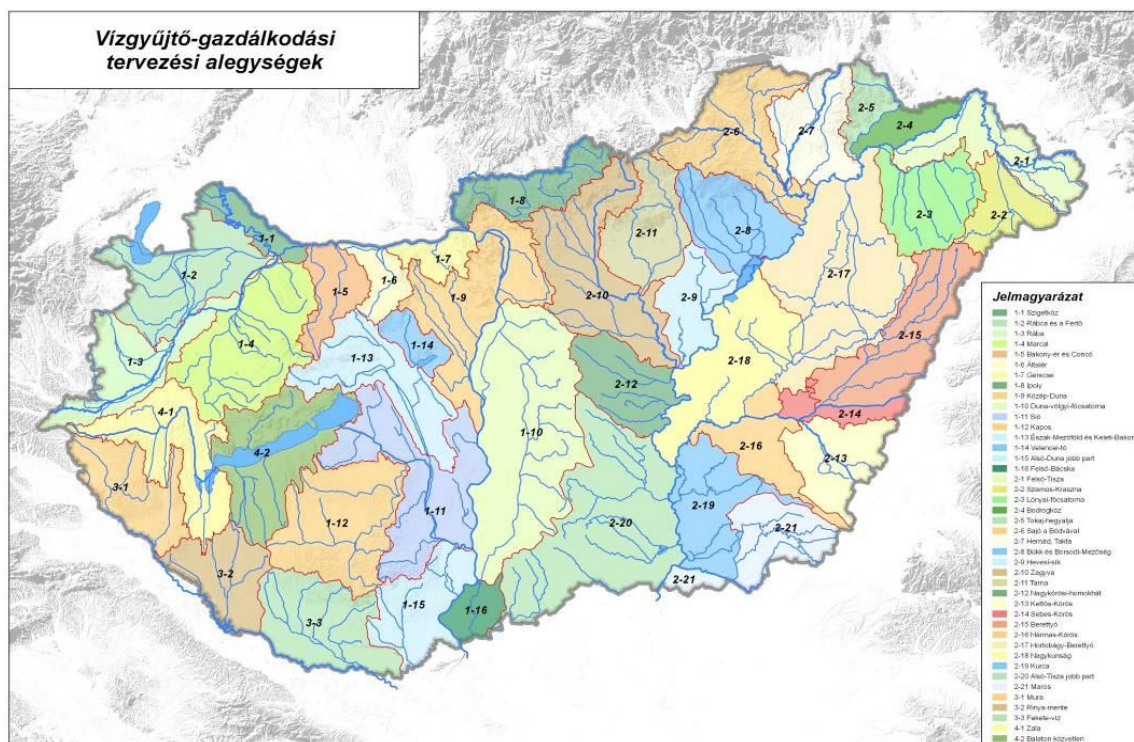 Vízgyűjtő-gazdálkodási
tervezési alegységek
2-5
2-4
2-6
2-7
2-1
1-8
2-3
2-2
1-1
2-11
2-8
1-2
1-7
1-6
2-17
1-5
1-9
2-10
2-9
1-3
1-4
1-14
1-13
2-18
2-15
2-12
4-1
2-14
1-10
4-2
2-16
2-13
3-1
2-19
1-12
1-11
2-20
2-21
3-2
2-21
1-15
1-16
3-3
Jelmagyarázat
1-1 Szigetköz
1-2 Rábca és a Fertő
1-3 Rába
1-4 Marcal
1-5 Bakony-ér és Concó
1-6 Általér
1-7 Gerecse
1-8 Ipoly
1-9 Közép-Duna
1-10 Duna-völgyi-főcsatorna
1-11 Sió
1-12 Kapos
1-13 Észak-Mezőföld és Keleti-Bakony
1-14 Velencei-tó
1-15 Alsó-Duna jobb part
1-16 Felső-Bácska
2-1 Felső-Tisza
2-2 Szamos-Kraszna
2-3 Lónyai-főcsatorna
2-4 Bodrogköz
2-5 Tokaj-hegyalja
2-6 Sajó a Bódvával
2-7 Hernád, Takta
2-8 Bükk és Borsodi-Mezőség
2-9 Hevesi-sík
2-10 Zagyva
2-11 Tarna
2-12 Nagykőrösi-homokhát
2-13 Kettős-Körös
2-14 Sebes-Körös
2-15 Berettyó
2-16 Hármas-Körös
2-17 Hortobágy-Berettyó
2-18 Nagykunság
2-19 Kurca
2-20 Alsó-Tisza jobb part
2-21 Maros
3-1 Mura
3-2 Rinya-mente
3-3 Fekete-víz
4-1 Zala
4-2 Balaton közvetlen